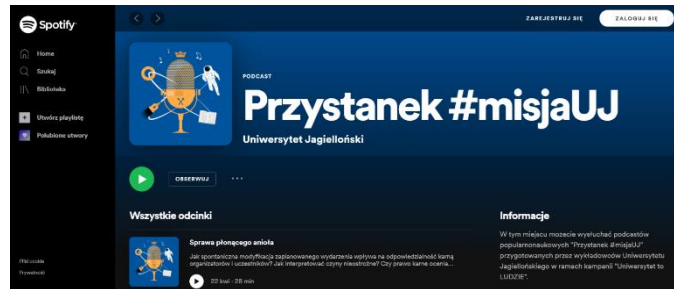 Spotify
Home
Szukaj
Biblioteka
Utwórz playlistę
Polubione utwory
Prywatność
ZAREJESTRUJ SIĘ
ZALOGUJ SIĘ
PODCAST
Przystanek #misjaUJ
Uniwersytet Jagielloński
OBSERWUJ
Wszystkie odcinki
Sprawa płonącego anioła
Jak spontaniczna modyfikacja zaplanowanego wydarzenia wpływa na odpowiedzialność karną
organizatorów i uczestników? Jak interpretować czyny nieostrożne? Czy prawo karne ocenia...
22 kwi · 28 min
Informacje
W tym miejscu możecie wysłuchać podcastów
popularnonaukowych "Przystanek #misjaUJ"
przygotowanych przez wykładowców Uniwersytetu
Jagiellońskiego w ramach kampanii "Uniwersytet to
LUDZIE".